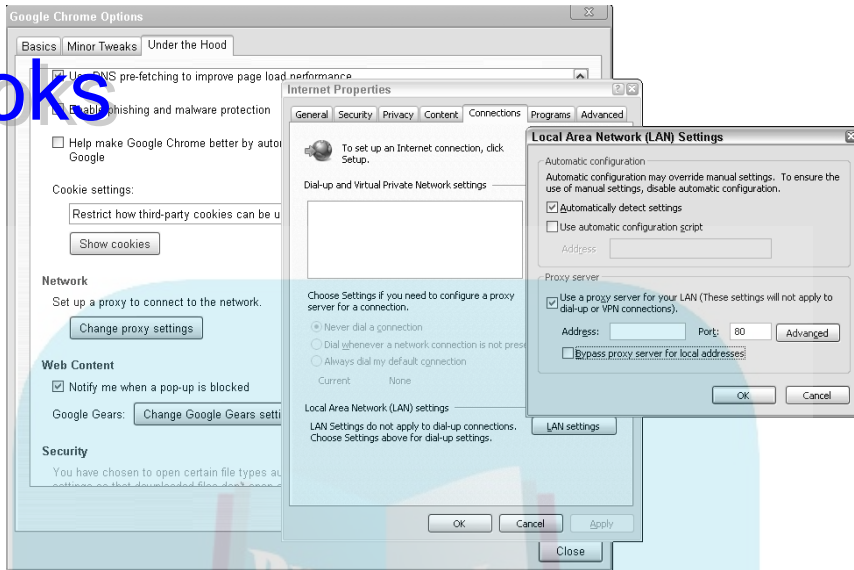 Google Chrome Options
Basics Minor Tweaks Under the Hood
pre-fetching to improve page load performance
oks
phishing and malware protection
Help make Google Chrome better by autor
Google
Cookie settings:
Restrict how third-party cookies can be u
Show cookies
Network
Set up a proxy to connect to the network.
Change proxy settings
Web Content
Notify me when a pop-up is blocked
Google Gears: Change Google Gears setti
Security
You have chosen to open certain file types au
Close
Internet Properties
General Security Privacy Content Connections Programs Advanced
To set up an Internet connection, click
Setup.
Dial-up and Virtual Private Network settings
Choose Settings if you need to configure a proxy
server for a connection.
Never dial a connection
Dial whenever a network connection is not prese
Always dial my default connection
Current None
Local Area Network (LAN) settings
LAN Settings do not apply to dial-up connections.
Choose Settings above for dial-up settings.
LAN settings
OK Cancel Apply
Local Area Network (LAN) Settings
Automatic configuration
Automatic configuration may override manual settings. To ensure the
use of manual settings, disable automatic configuration.
Automatically detect settings
Use automatic configuration script
Address
Proxy server
Use a proxy server for your LAN (These settings will not apply to
dial-up or VPN connections).
Address: Port: 80 Advanced
Bypass proxy server for local addresses
OK Cancel